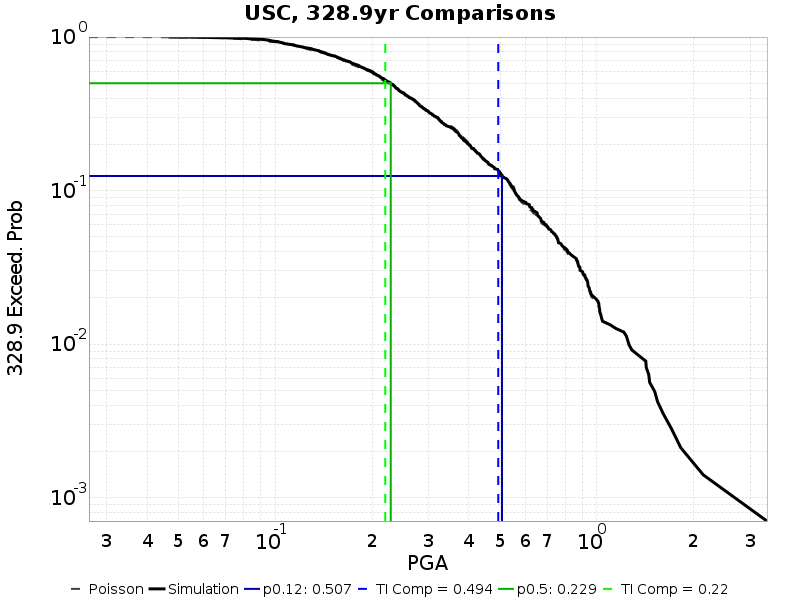 USC, 328.9yr Comparisons
328.9 Exceed. Prob
10^0
10^-1
10^-2
10^-3
3 4 5 6 7 10^-1 2 3 4 5 6 7 10^0 2 3
PGA
Poisson Simulation p0.12: 0.507 TI Comp = 0.494 p0.5: 0.229 TI Comp = 0.22